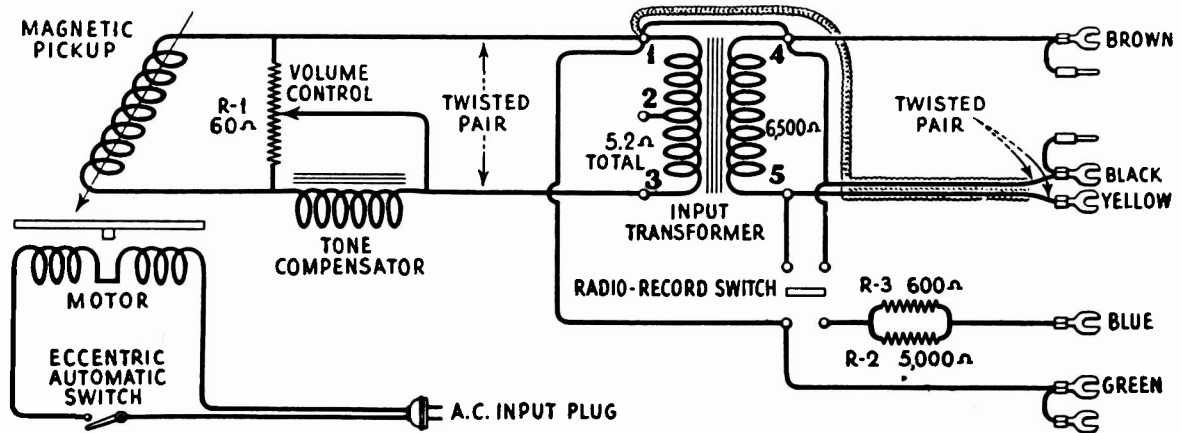 MAGNETIC
PICKUP
R-1
60Ω
VOLUME
CONTROL
TWISTED
PAIR
1
2
3
5.2Ω
TOTAL
4
6,500Ω
5
INPUT
TRANSFORMER
TWISTED
PAIR
BROWN
BLACK
YELLOW
TONE
COMPENSATOR
MOTOR
RADIO-RECORD SWITCH
R-3 600Ω
R-2 5,000Ω
BLUE
GREEN
ECCENTRIC
AUTOMATIC
SWITCH
A.C. INPUT PLUG